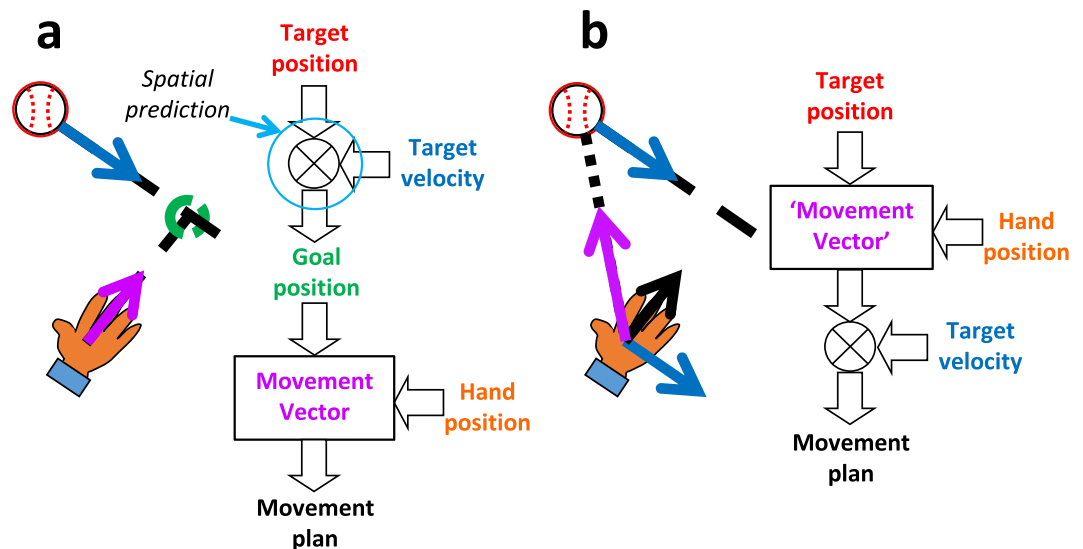 a
Target
position
Spatial
prediction
Target
velocity
Goal
position
Movement
Vector
Hand
position
Movement
plan
b
Target
position
‘Movement
Vector’
Hand
position
Target
velocity
Movement
plan